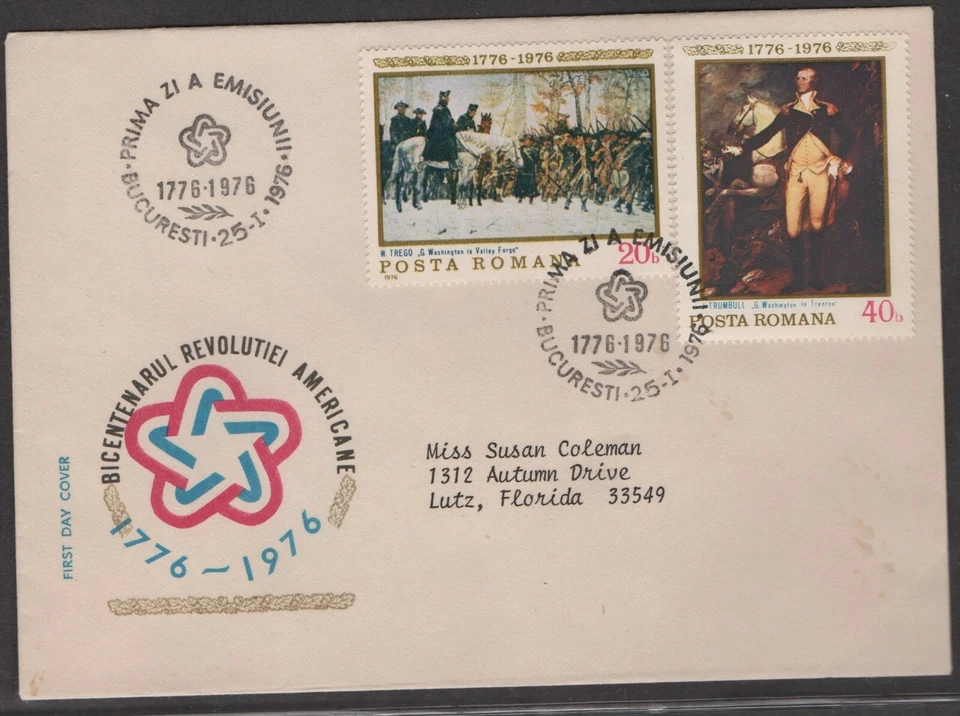 PRIMA ZI A EMISIUNII
1776·1976
BUCURESTI·25-I·1976
1776-1976
W. TREGO „G. Washington la Valley Forge"
20b
POSTA ROMANA
1976
1776-1976
TRUMBULL „G. Washington la Trenton"
40b
POSTA ROMANA
PRIMA ZI A EMISIUNII
1776·1976
BUCURESTI·25-I·1976
BICENTENARUL REVOLUTIEI AMERICANE
1776-1976
FIRST DAY COVER
Miss Susan Coleman
1312 Autumn Drive
Lutz, Florida 33549